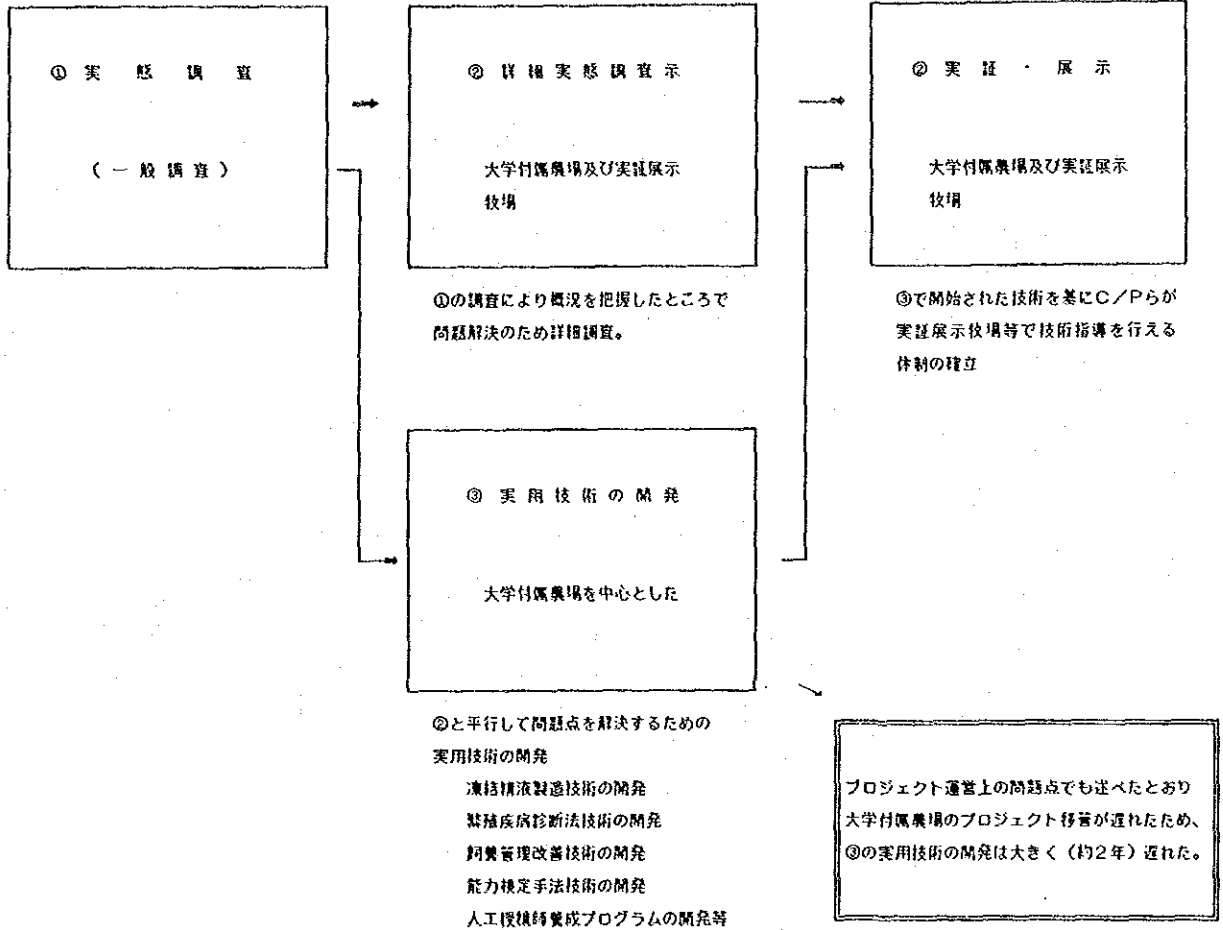 ① 実 態 調 査
（ 一 般 調 査 ）
② 詳 細 実 態 調 査 示
大学付属農場及び実証展示
牧場
①の調査により概況を把握したところで
問題解決のため詳細調査。
② 実 証 ・ 展 示
大学付属農場及び実証展示
牧場
③で開始された技術を基にC／Pらが
実証展示牧場等で技術指導を行える
体制の確立
③ 実 用 技 術 の 開 発
大学付属農場を中心とした
②と平行して問題点を解決するための
実用技術の開発
凍結精液製造技術の開発
繁殖疾病診断法技術の開発
飼養管理改善技術の開発
能力検定手法技術の開発
人工授精師養成プログラムの開発等
プロジェクト運営上の問題点でも述べたとおり
大学付属農場のプロジェクト移管が遅れたため、
③の実用技術の開発は大きく（約2年）遅れた。